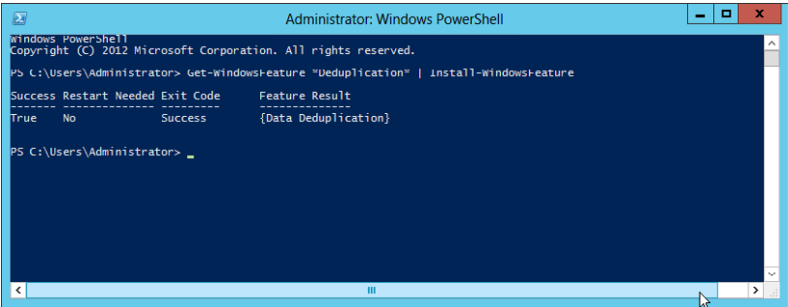 Administrator: Windows PowerShell
Windows PowerShell
Copyright (C) 2012 Microsoft Corporation. All rights reserved.
PS C:\Users\Administrator> Get-WindowsFeature "Deduplication" | Install-WindowsFeature
Success Restart Needed Exit Code Feature Result
------- -------------- --------- --------------
True No Success {Data Deduplication}
PS C:\Users\Administrator> _